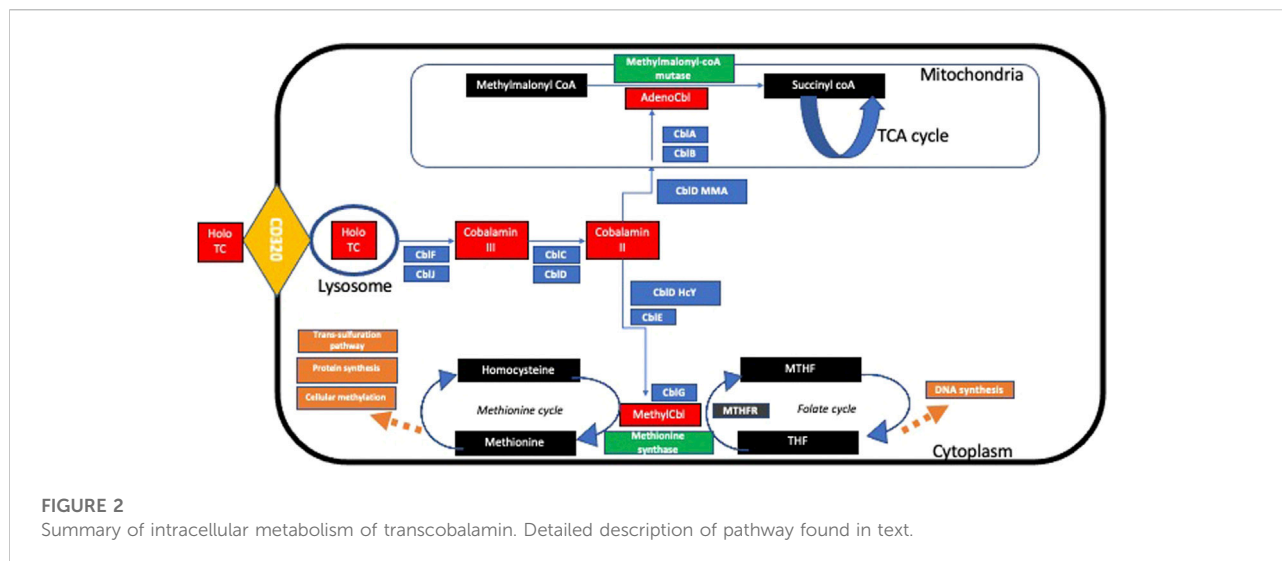 Methylmalonyl-coA
mutase
Mitochondria
Methylmalonyl CoA
Succinyl coA
AdenoCbl
TCA cycle
CblA
CblB
CblD MMA
CD320
Holo
TC
Holo
TC
Cobalamin
III
Cobalamin
II
CblF
CblJ
CblC
CblD
Lysosome
CblD HcY
CblE
Trans-sulfuration
pathway
Protein synthesis
Cellular methylation
Homocysteine
Methionine cycle
Methionine
CblG
MethylCbl
Methionine
synthase
MTHFR
MTHF
Folate cycle
THF
DNA synthesis
Cytoplasm
FIGURE 2
Summary of intracellular metabolism of transcobalamin. Detailed description of pathway found in text.